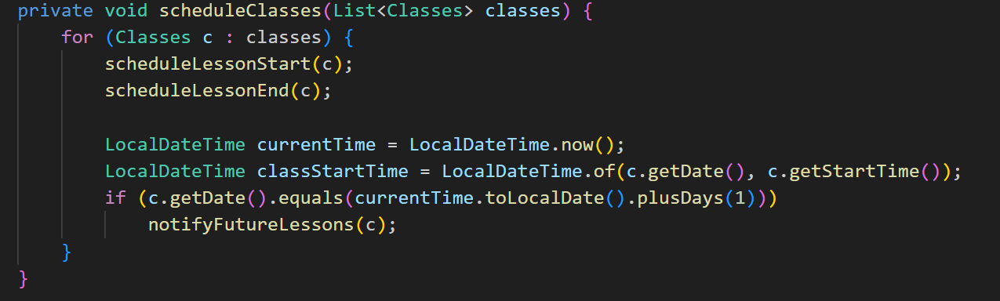 private void scheduleClasses(List<Classes> classes) {
for (Classes c : classes) {
scheduleLessonStart(c);
scheduleLessonEnd(c);
LocalDateTime currentTime = LocalDateTime.now();
LocalDateTime classStartTime = LocalDateTime.of(c.getDate(), c.getStartTime());
if (c.getDate().equals(currentTime.toLocalDate().plusDays(1)))
notifyFutureLessons(c);
}
}